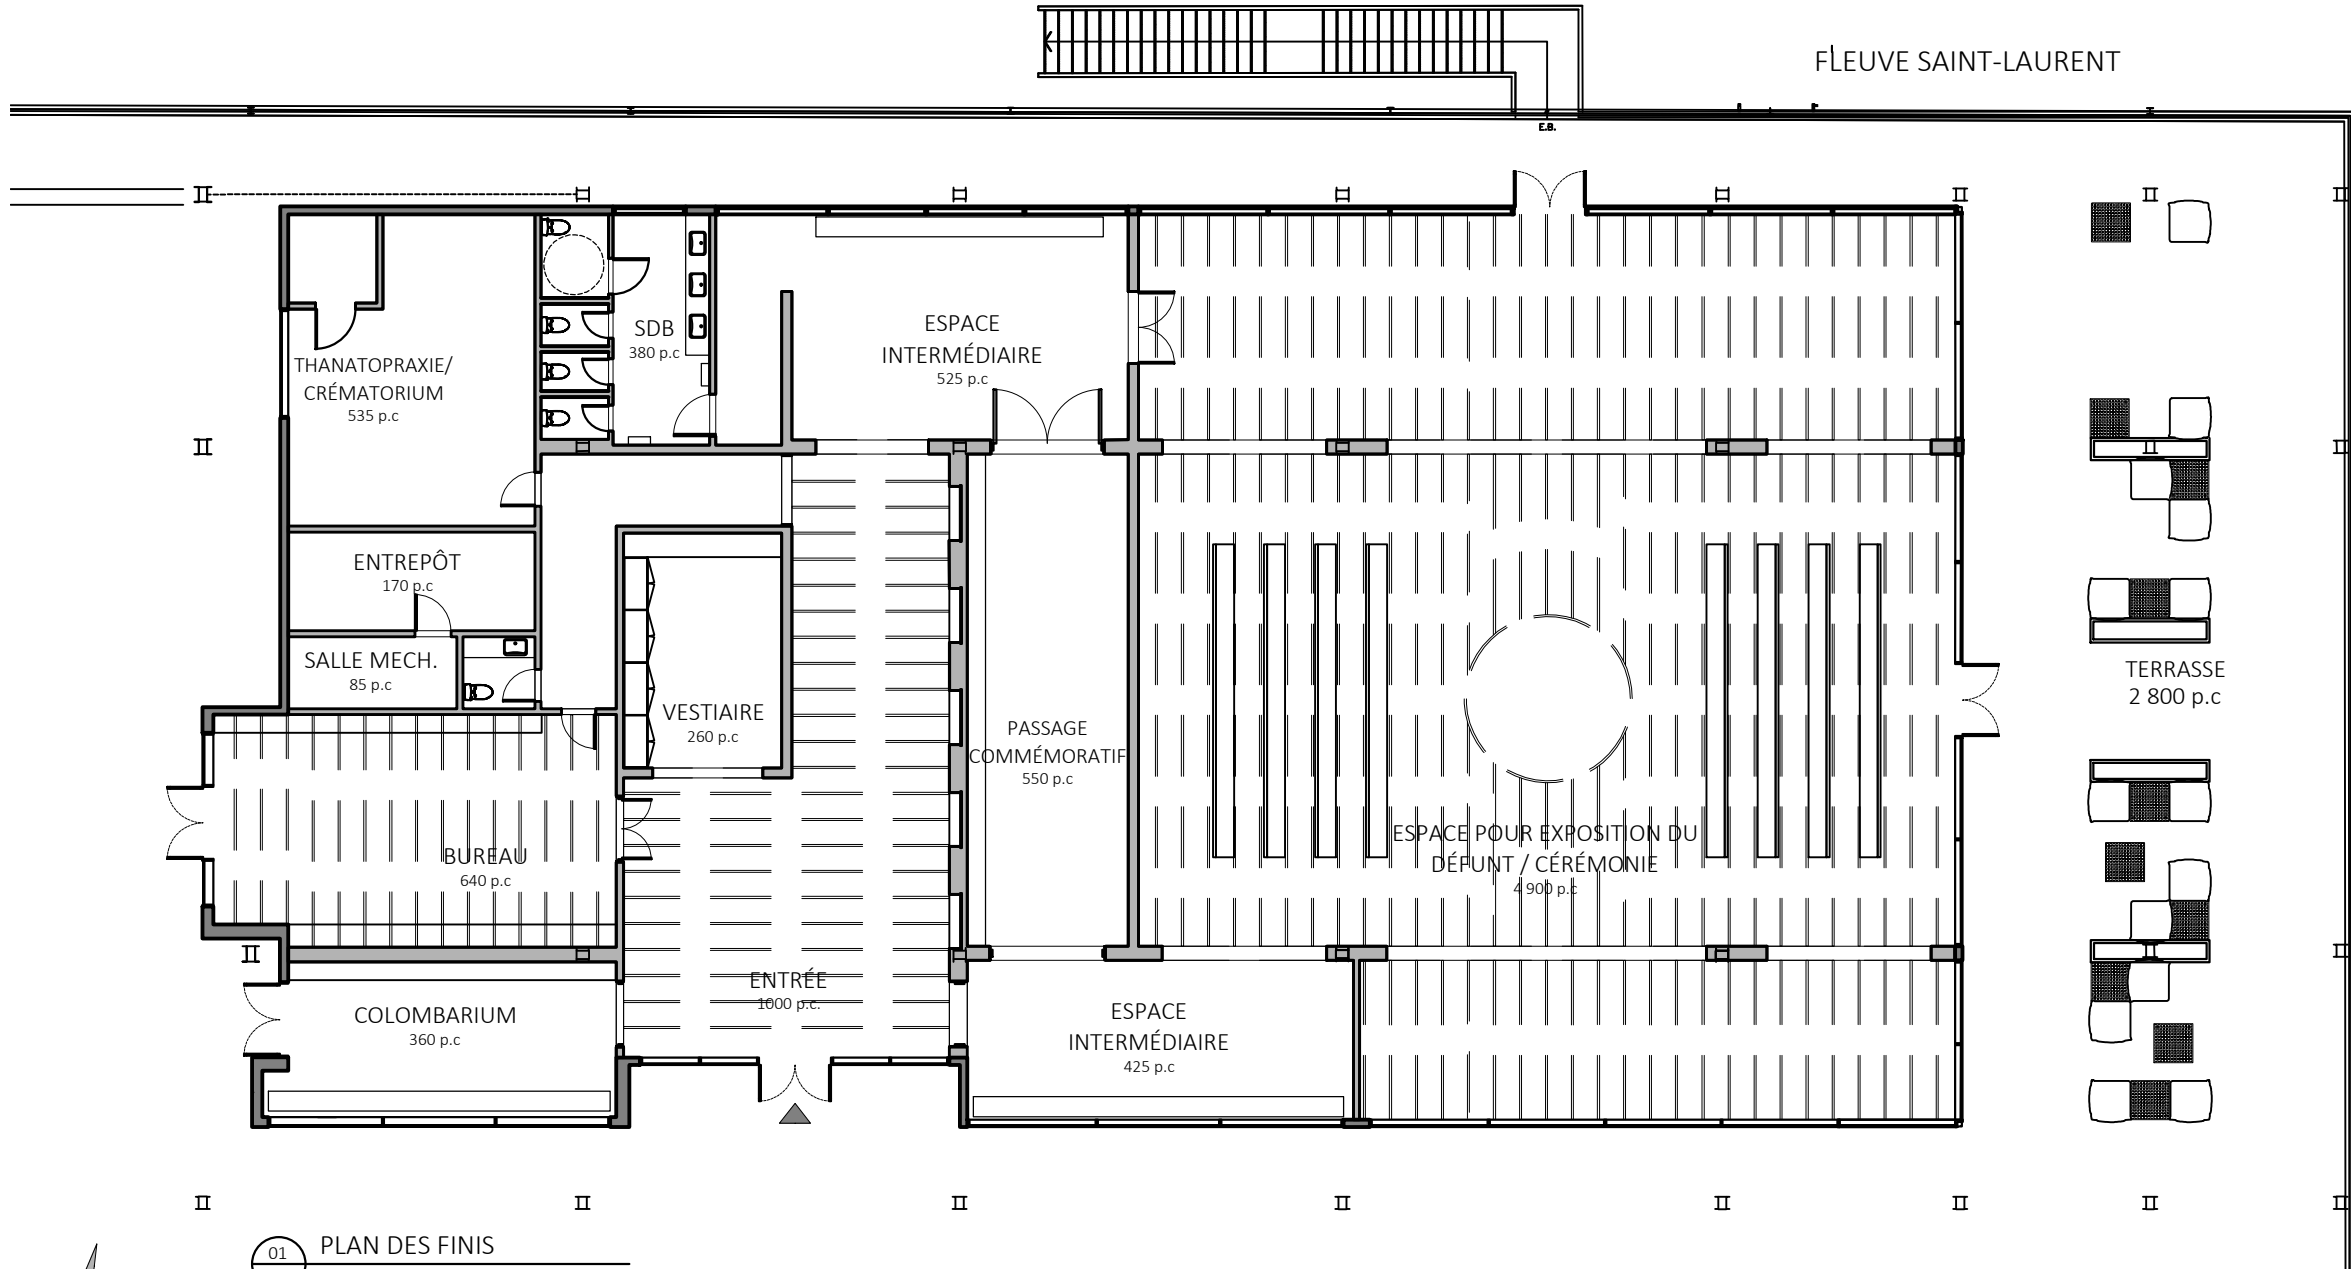 FLEUVE SAINT-LAURENT
E.B.
THANATOPRAXIE/
CRÉMATORIUM
535 p.c
SDB
380 p.c
ESPACE
INTERMÉDIAIRE
525 p.c
ENTREPÔT
170 p.c
SALLE MECH.
85 p.c
VESTIAIRE
260 p.c
PASSAGE
COMMÉMORATIF
550 p.c
TERRASSE
2 800 p.c
BUREAU
640 p.c
ESPACE POUR EXPOSITION DU
DÉFUNT / CÉRÉMONIE
4 900 p.c
ENTRÉE
1000 p.c.
COLOMBARIUM
360 p.c
ESPACE
INTERMÉDIAIRE
425 p.c
01
PLAN DES FINIS